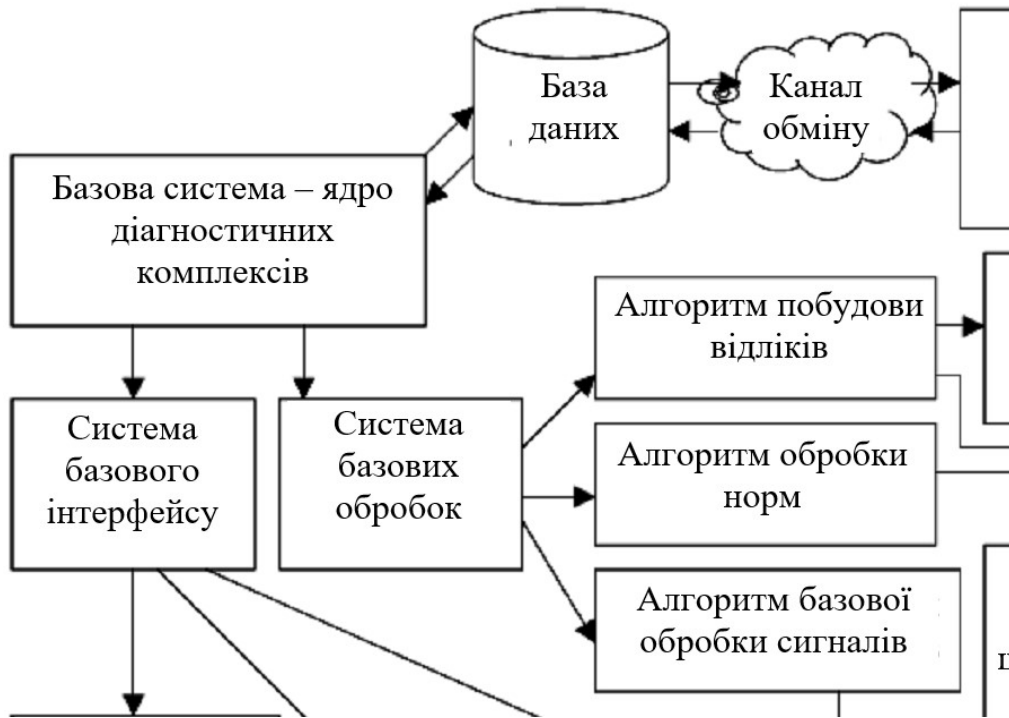 База
даних
Канал
обміну
Базова система – ядро
діагностичних
комплексів
Алгоритм побудови
відліків
Система
базового
інтерфейсу
Система
базових
обробок
Алгоритм обробки
норм
Алгоритм базової
обробки сигналів